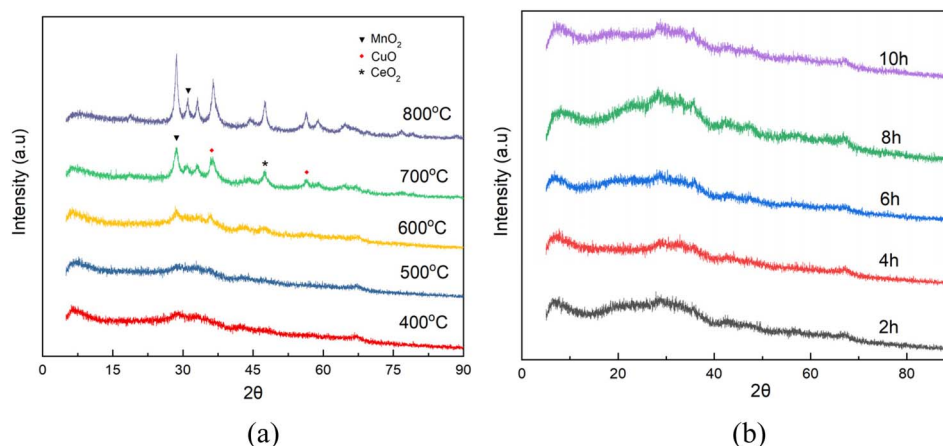 ▼ MnO₂
♦ CuO
* CeO₂
800°C
700°C
600°C
500°C
400°C
Intensity (a.u)
0 15 30 45 60 75 90
2θ
(a)
10h
8h
6h
4h
2h
Intensity (a.u)
0 20 40 60 80
2θ
(b)